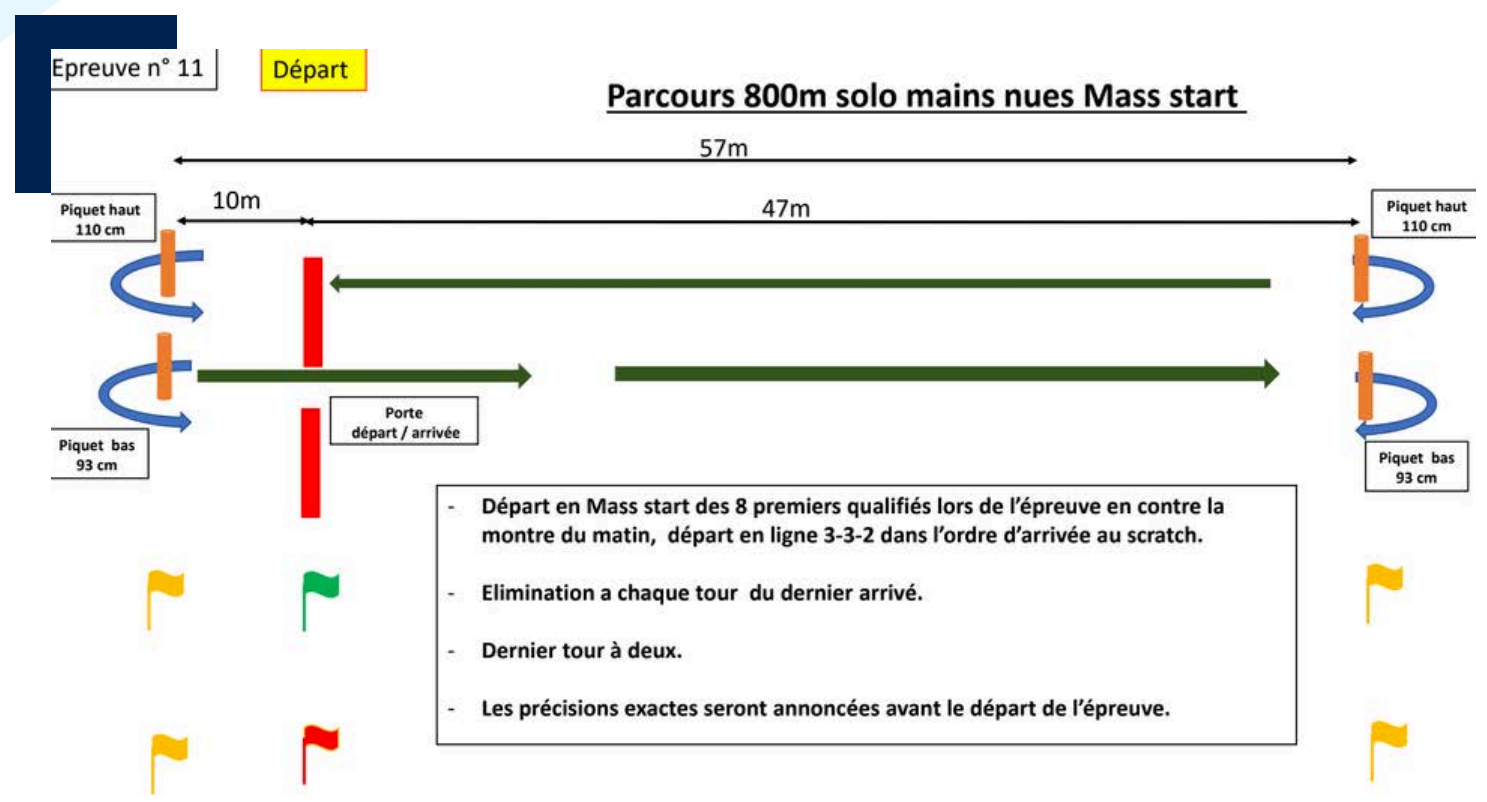 Epreuve n° 11
Départ
Parcours 800m solo mains nues Mass start
57m
10m
47m
Piquet haut
110 cm
Piquet haut
110 cm
Porte
départ / arrivée
Piquet bas
93 cm
Piquet bas
93 cm
- Départ en Mass start des 8 premiers qualifiés lors de l'épreuve en contre la
montre du matin, départ en ligne 3-3-2 dans l'ordre d'arrivée au scratch.
- Elimination a chaque tour du dernier arrivé.
- Dernier tour à deux.
- Les précisions exactes seront annoncées avant le départ de l'épreuve.